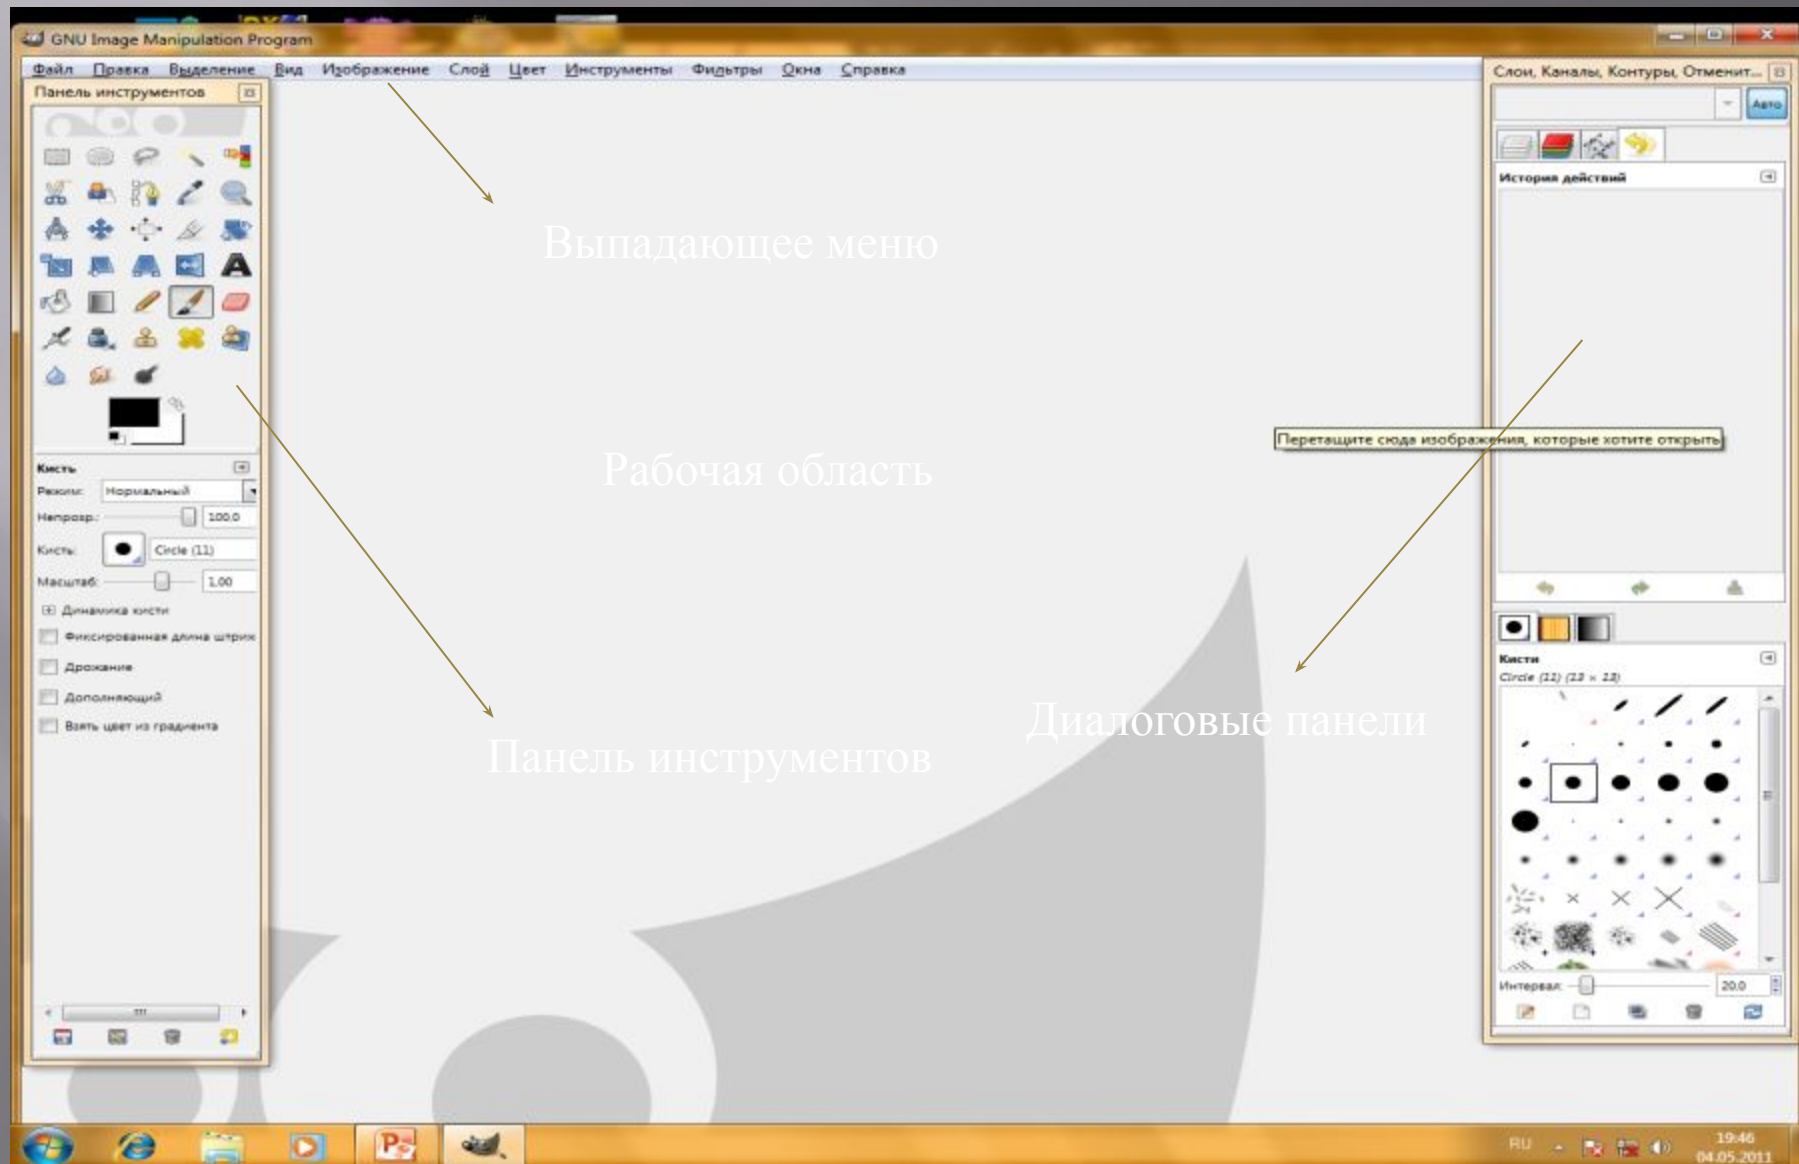 GNU Image Manipulation Program
Файл Правка Выделение Вид Изображение Слой Цвет Инструменты Фильтры Окна Справка
Панель инструментов
Кисть
Режим: Нормальный
Непрозр.: 100,0
Кисть: Circle (11)
Масштаб: 1,00
Динамика кисти
Фиксированная длина штрих
Дрожание
Дополняющий
Взять цвет из градиента
Выпадающее меню
Рабочая область
Панель инструментов
Диалоговые панели
Перетащите сюда изображения, которые хотите открыть
Слои, Каналы, Контуры, Отменит...
Авто
История действий
Кисти
Circle (11) (13 × 13)
Интервал: 20,0
RU
19:46
04.05.2011